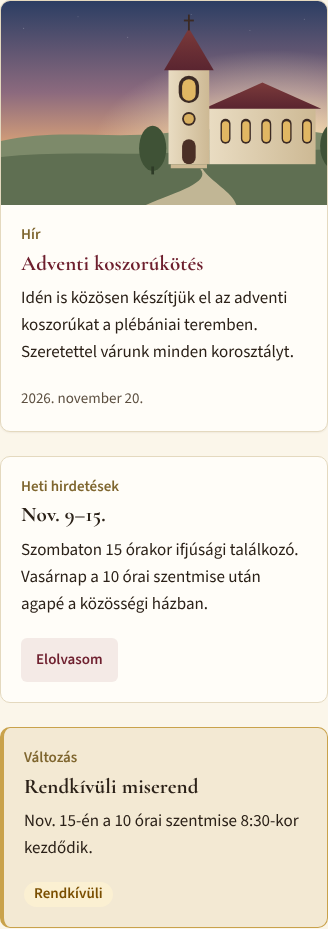 Hír
Adventi koszorúkötés
Idén is közösen készítjük el az adventi
koszorúkat a plébániai teremben.
Szeretettel várunk minden korosztályt.
2026. november 20.
Heti hirdetések
Nov. 9–15.
Szombaton 15 órakor ifjúsági találkozó.
Vasárnap a 10 órai szentmise után
agapé a közösségi házban.
Elolvasom
Változás
Rendkívüli miserend
Nov. 15-én a 10 órai szentmise 8:30-kor
kezdődik.
Rendkívüli